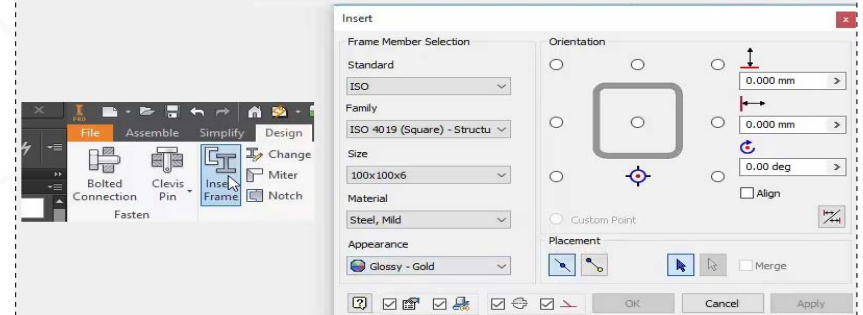 Insert
Frame Member Selection
Standard
ISO
Family
ISO 4019 (Square) - Structu
Size
100x100x6
Material
Steel, Mild
Appearance
Glossy - Gold
Orientation
0.000 mm
0.000 mm
0.00 deg
Align
Custom Point
Placement
Merge
OK Cancel Apply
PRO
File Assemble Simplify Design
Bolted
Connection
Clevis
Pin
Insert
Frame
Change
Miter
Notch
Fasten